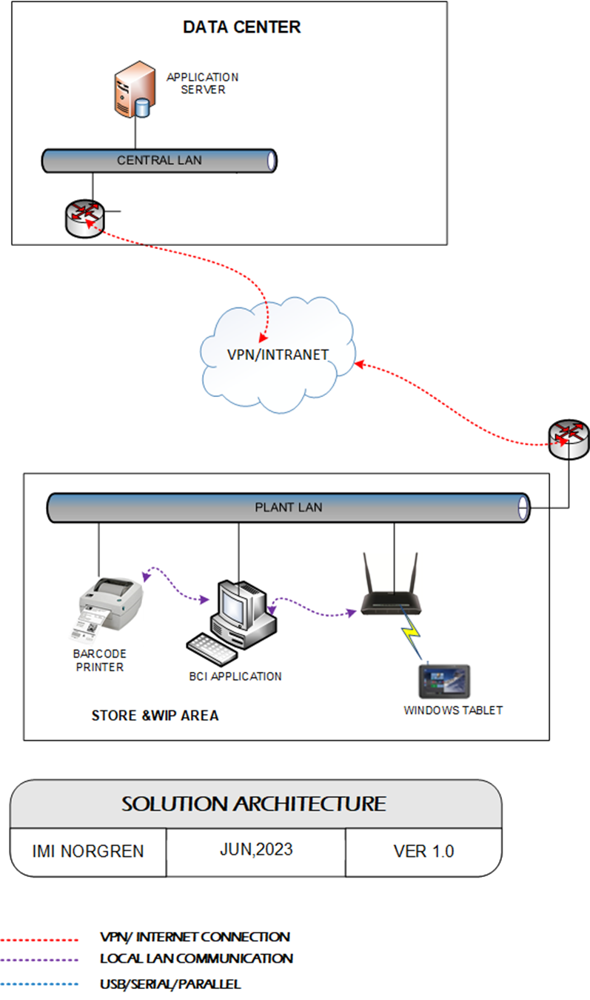 DATA CENTER
APPLICATION
SERVER
CENTRAL LAN
VPN/INTRANET
PLANT LAN
BARCODE
PRINTER
BCI APPLICATION
WINDOWS TABLET
STORE &WIP AREA
SOLUTION ARCHITECTURE
IMI NORGREN
JUN,2023
VER 1.0
VPN/ INTERNET CONNECTION
LOCAL LAN COMMUNICATION
USB/SERIAL/PARALLEL